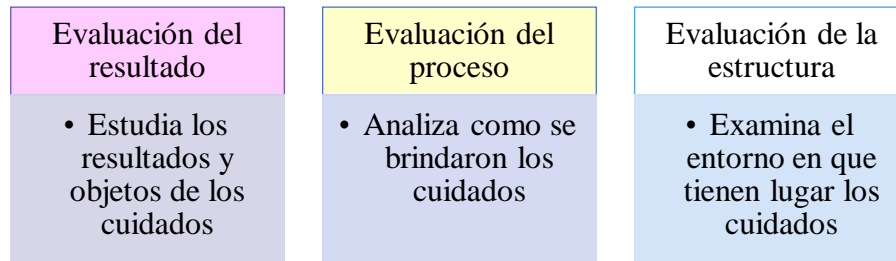 Evaluación del
resultado
• Estudia los
resultados y
objetos de los
cuidados
Evaluación del
proceso
• Analiza como se
brindaron los
cuidados
Evaluación de la
estructura
• Examina el
entorno en que
tienen lugar los
cuidados